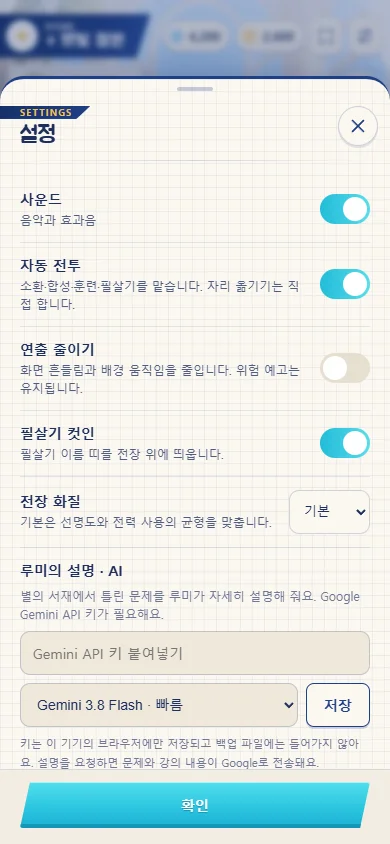 SETTINGS
설정
사운드
음악과 효과음
자동 전투
소환·합성·훈련·필살기를 맡습니다. 자리 옮기기는 직
접 합니다.
연출 줄이기
화면 흔들림과 배경 움직임을 줄입니다. 위험 예고는
유지됩니다.
필살기 컷인
필살기 이름 띠를 전장 위에 띄웁니다.
전장 화질
기본은 선명도와 전력 사용의 균형을 맞춥니다.
기본
루미의 설명 · AI
별의 서재에서 틀린 문제를 루미가 자세히 설명해 줘요. Google
Gemini API 키가 필요해요.
Gemini API 키 붙여넣기
Gemini 3.8 Flash · 빠름
저장
키는 이 기기의 브라우저에만 저장되고 백업 파일에는 들어가지 않아
요. 설명을 요청하면 문제와 강의 내용이 Google로 전송돼요.
확인